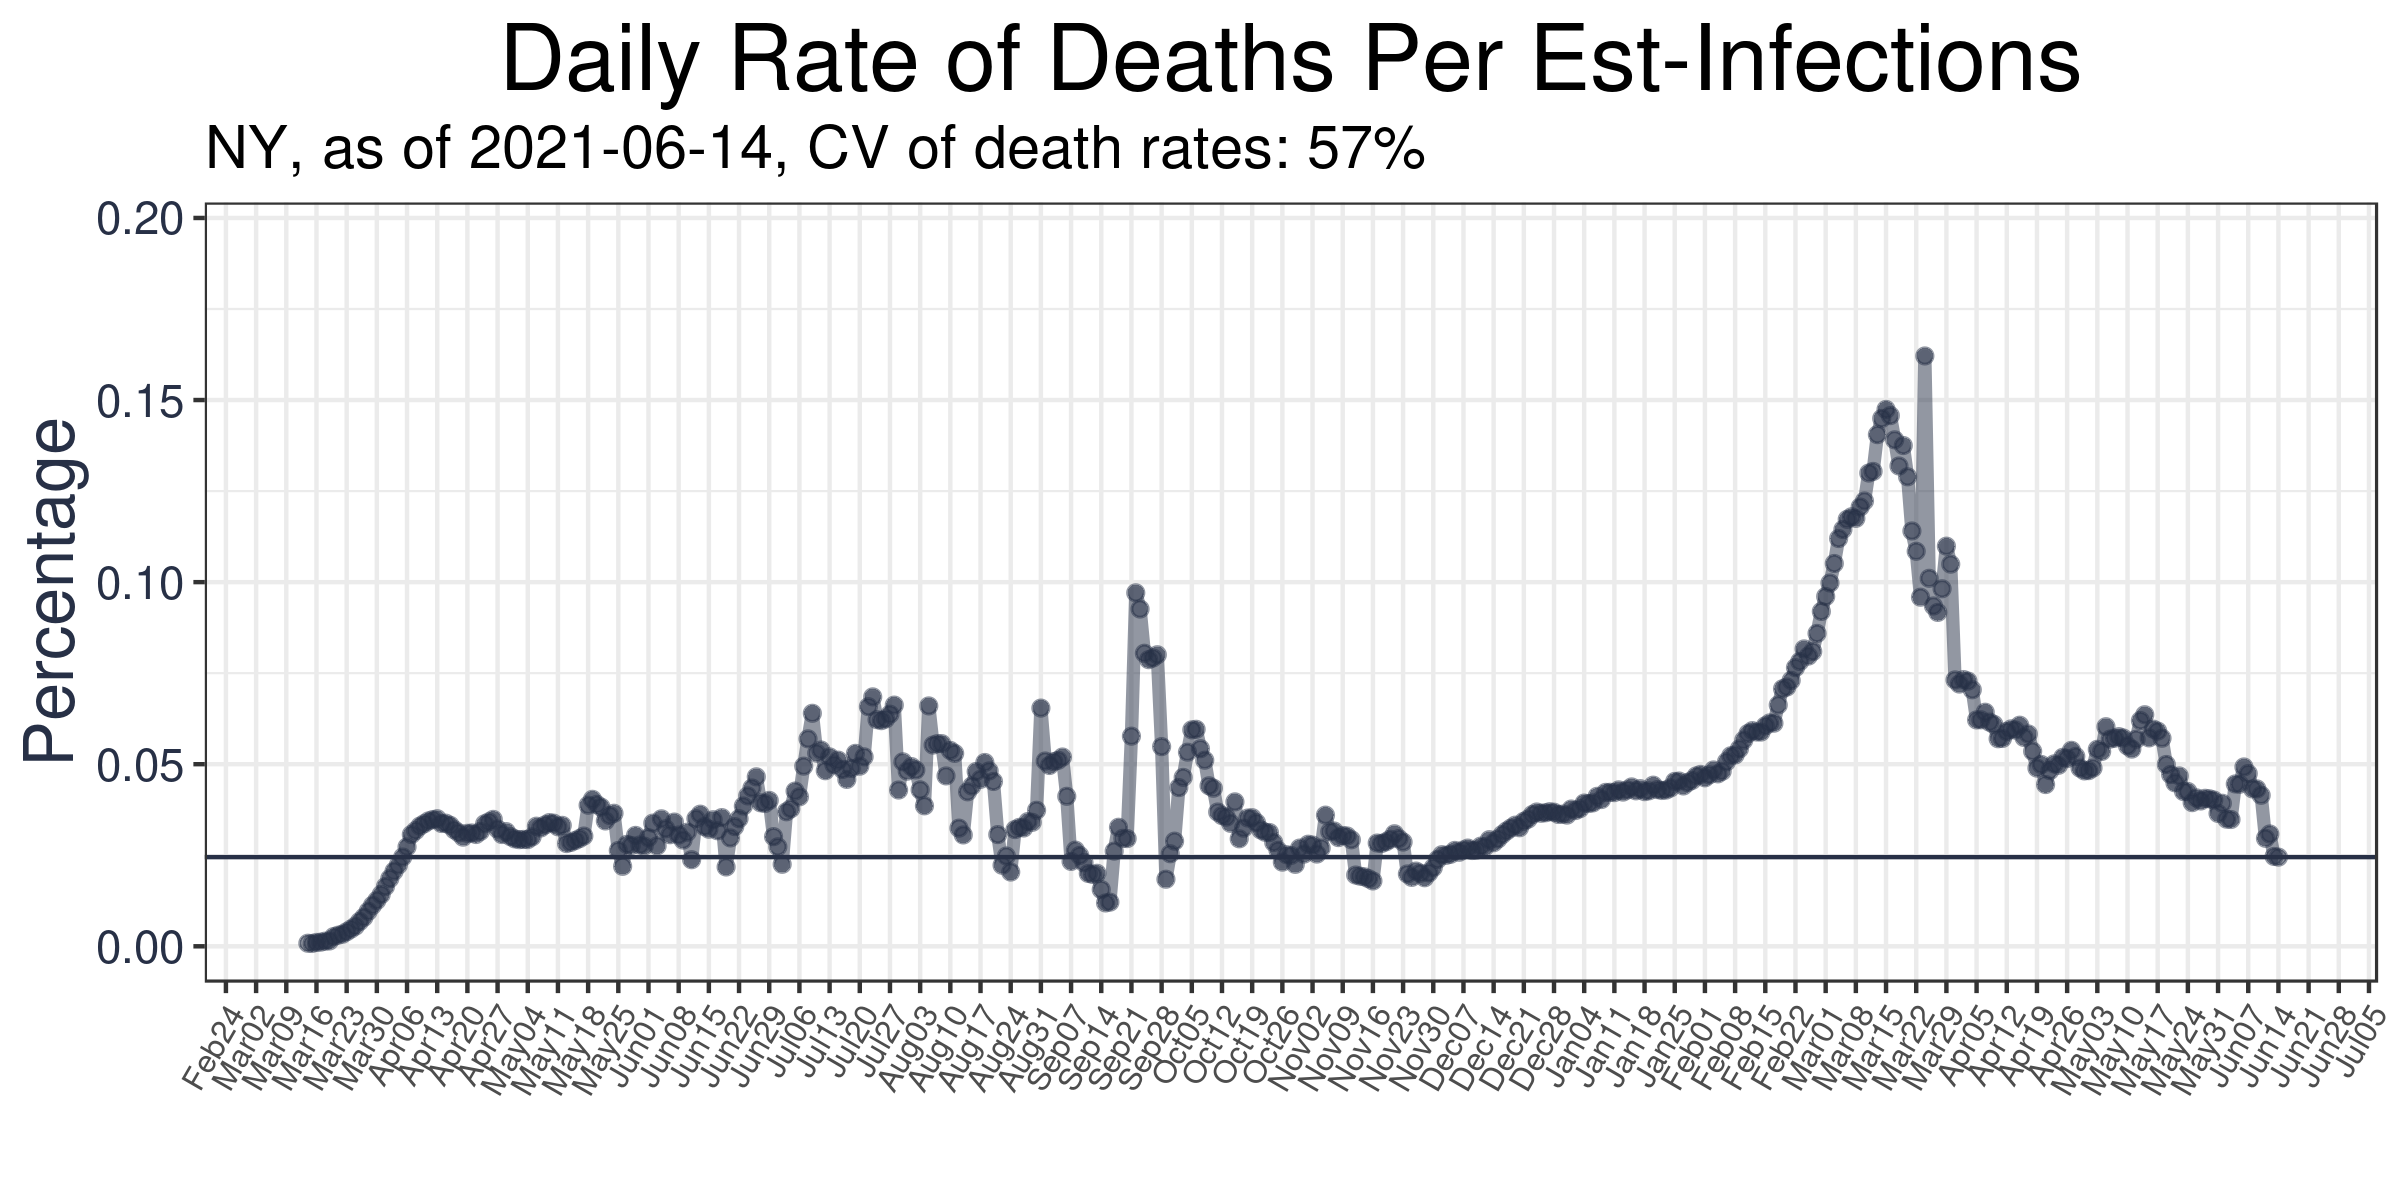 Daily Rate of Deaths Per Est-Infections
NY, as of 2021-06-14, CV of death rates: 57%
Percentage
0.20
0.15
0.10
0.05
0.00
Feb24
Mar02
Mar09
Mar16
Mar23
Mar30
Apr06
Apr13
Apr20
Apr27
May04
May11
May18
May25
Jun01
Jun08
Jun15
Jun22
Jun29
Jul06
Jul13
Jul20
Jul27
Aug03
Aug10
Aug17
Aug24
Aug31
Sep07
Sep14
Sep21
Sep28
Oct05
Oct12
Oct19
Oct26
Nov02
Nov09
Nov16
Nov23
Nov30
Dec07
Dec14
Dec21
Dec28
Jan04
Jan11
Jan18
Jan25
Feb01
Feb08
Feb15
Feb22
Mar01
Mar08
Mar15
Mar22
Mar29
Apr05
Apr12
Apr19
Apr26
May03
May10
May17
May24
May31
Jun07
Jun14
Jun21
Jun28
Jul05